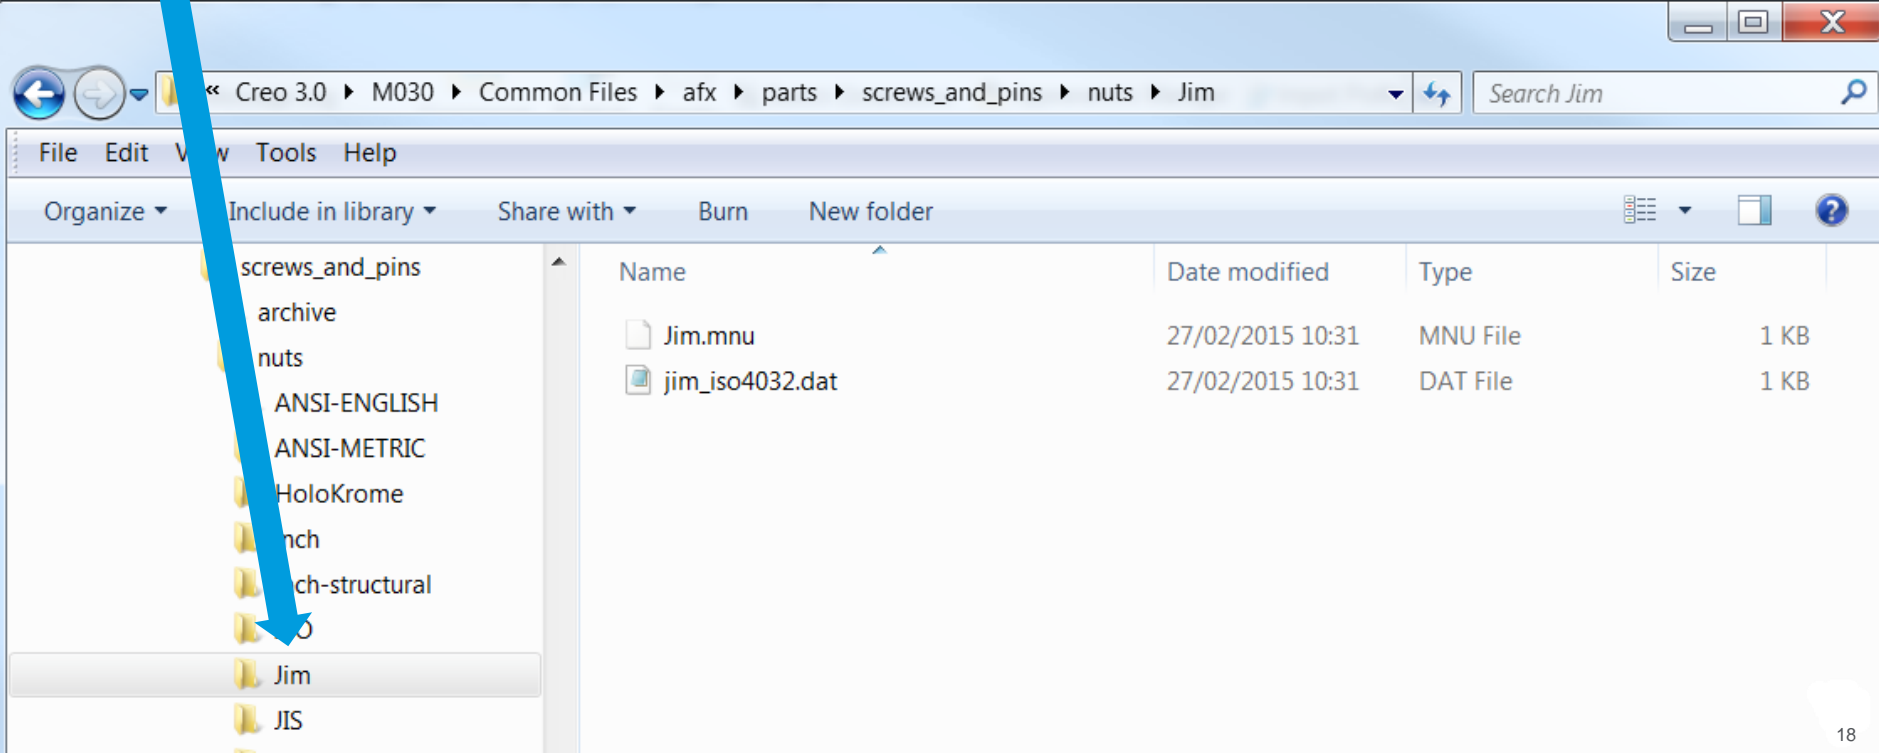 « Creo 3.0 M030 Common Files afx parts screws_and_pins nuts Jim
Search Jim
File Edit Tools Help
Organize Include in library Share with Burn New folder
screws_and_pins
archive
nuts
ANSI-ENGLISH
ANSI-METRIC
HoloKrome
Jim
JIS
Name Date modified Type Size
Jim.mnu 27/02/2015 10:31 MNU File 1 KB
jim_iso4032.dat 27/02/2015 10:31 DAT File 1 KB
18